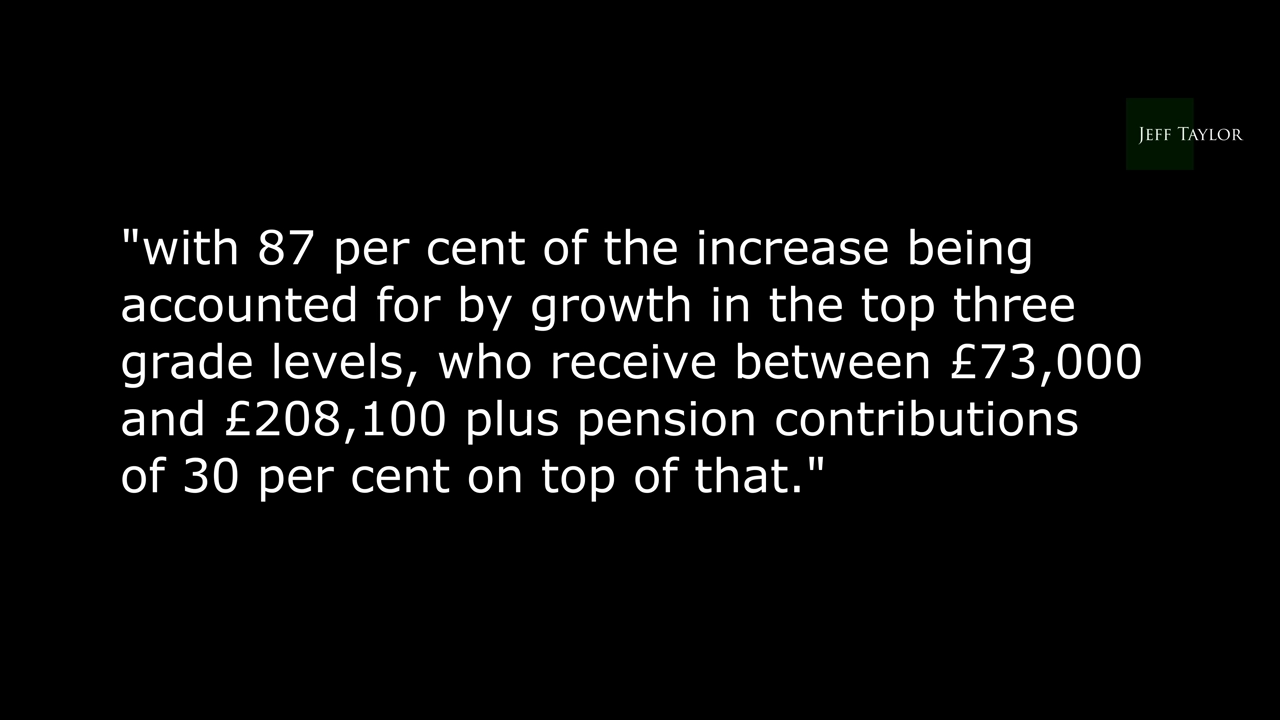 JEFF TAYLOR
"with 87 per cent of the increase being
accounted for by growth in the top three
grade levels, who receive between £73,000
and £208,100 plus pension contributions
of 30 per cent on top of that."